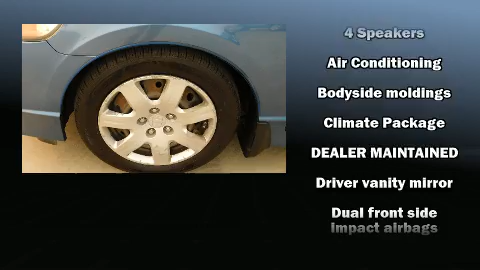 4 Speakers
Air Conditioning
Bodyside moldings
Climate Package
DEALER MAINTAINED
Driver vanity mirror
Dual front side
Impact airbags